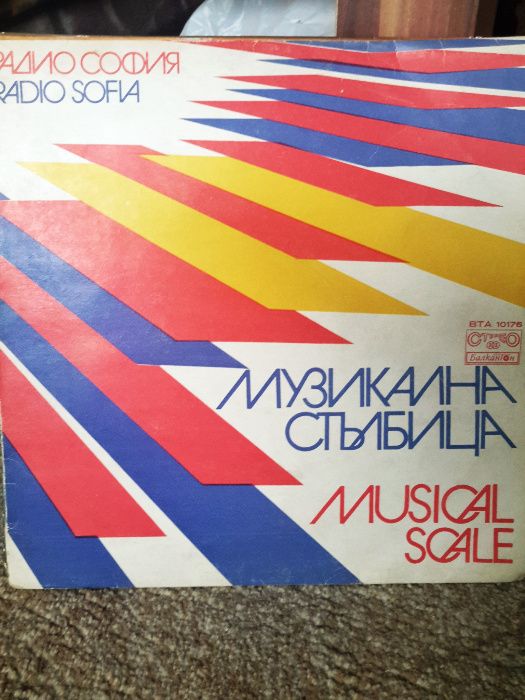 РАДИО СОФИЯ
RADIO SOFIA
ВТА 10176
СТЕРЕО
Балкантон
МУЗИКАЛНА
СТЪЛБИЦА
MUSICAL
SCALE